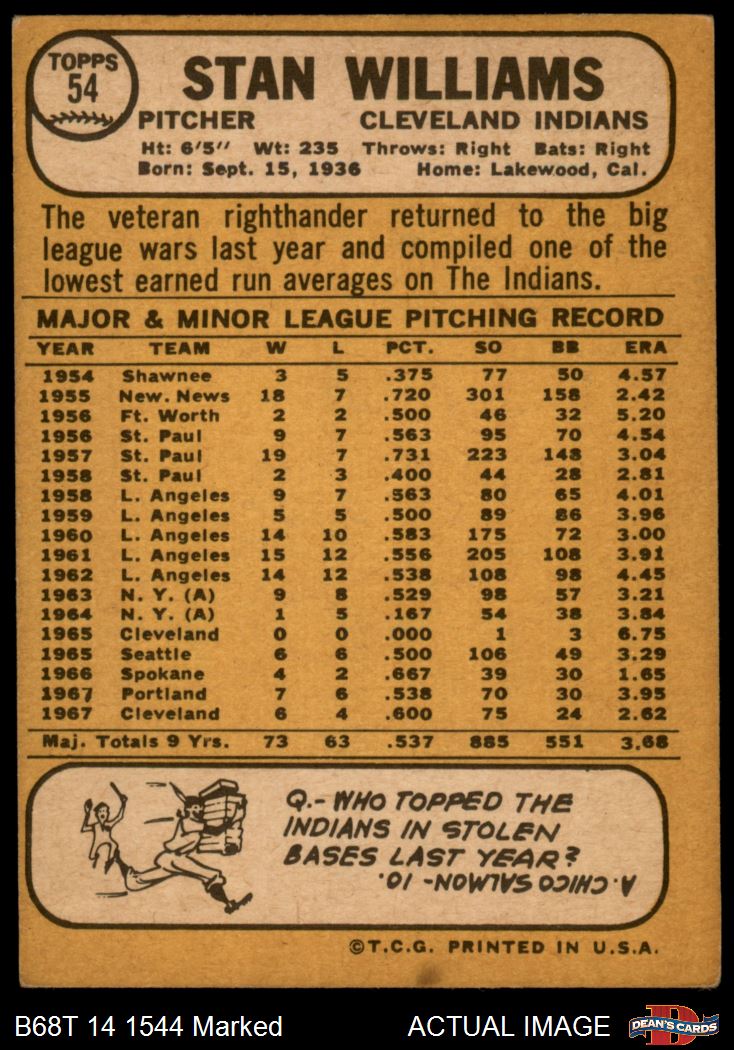 TOPPS
54
STAN WILLIAMS
PITCHER CLEVELAND INDIANS
Ht: 6'5" Wt: 235 Throws: Right Bats: Right
Born: Sept. 15, 1936 Home: Lakewood, Cal.
The veteran righthander returned to the big
league wars last year and compiled one of the
lowest earned run averages on The Indians.
MAJOR & MINOR LEAGUE PITCHING RECORD
YEAR TEAM W L PCT. SO BB ERA
1954 Shawnee 3 5 .375 77 50 4.57
1955 New. News 18 7 .720 301 158 2.42
1956 Ft. Worth 2 2 .500 46 32 5.20
1956 St. Paul 9 7 .563 95 70 4.54
1957 St. Paul 19 7 .731 223 148 3.04
1958 St. Paul 2 3 .400 44 28 2.81
1958 L. Angeles 9 7 .563 80 65 4.01
1959 L. Angeles 5 5 .500 89 86 3.96
1960 L. Angeles 14 10 .583 175 72 3.00
1961 L. Angeles 15 12 .556 205 108 3.91
1962 L. Angeles 14 12 .538 108 98 4.45
1963 N. Y. (A) 9 8 .529 98 57 3.21
1964 N. Y. (A) 1 5 .167 54 38 3.84
1965 Cleveland 0 0 .000 1 3 6.75
1965 Seattle 6 6 .500 106 49 3.29
1966 Spokane 4 2 .667 39 30 1.65
1967 Portland 7 6 .538 70 30 3.95
1967 Cleveland 6 4 .600 75 24 2.62
Maj. Totals 9 Yrs. 73 63 .537 885 551 3.68
Q.- WHO TOPPED THE
INDIANS IN STOLEN
BASES LAST YEAR?
A. CHICO SALMON- 10.
©T.C.G. PRINTED IN U.S.A.
B68T 14 1544 Marked ACTUAL IMAGE
DEAN'S CARDS